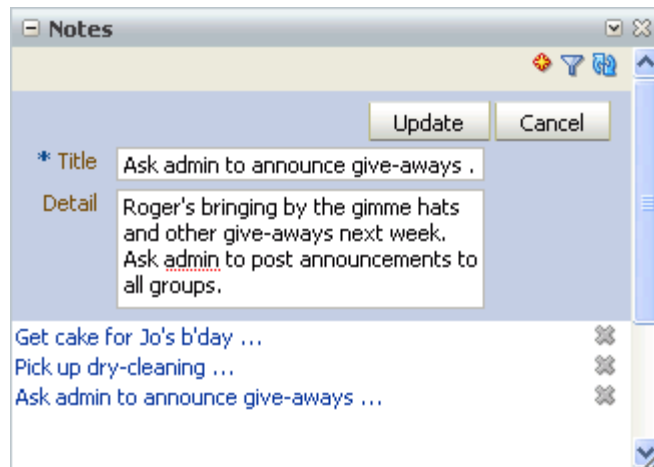 Notes
Update Cancel
* Title Ask admin to announce give-aways .
Detail Roger's bringing by the gimme hats
and other give-aways next week.
Ask admin to post announcements to
all groups.
Get cake for Jo's b'day ...
Pick up dry-cleaning ...
Ask admin to announce give-aways ...